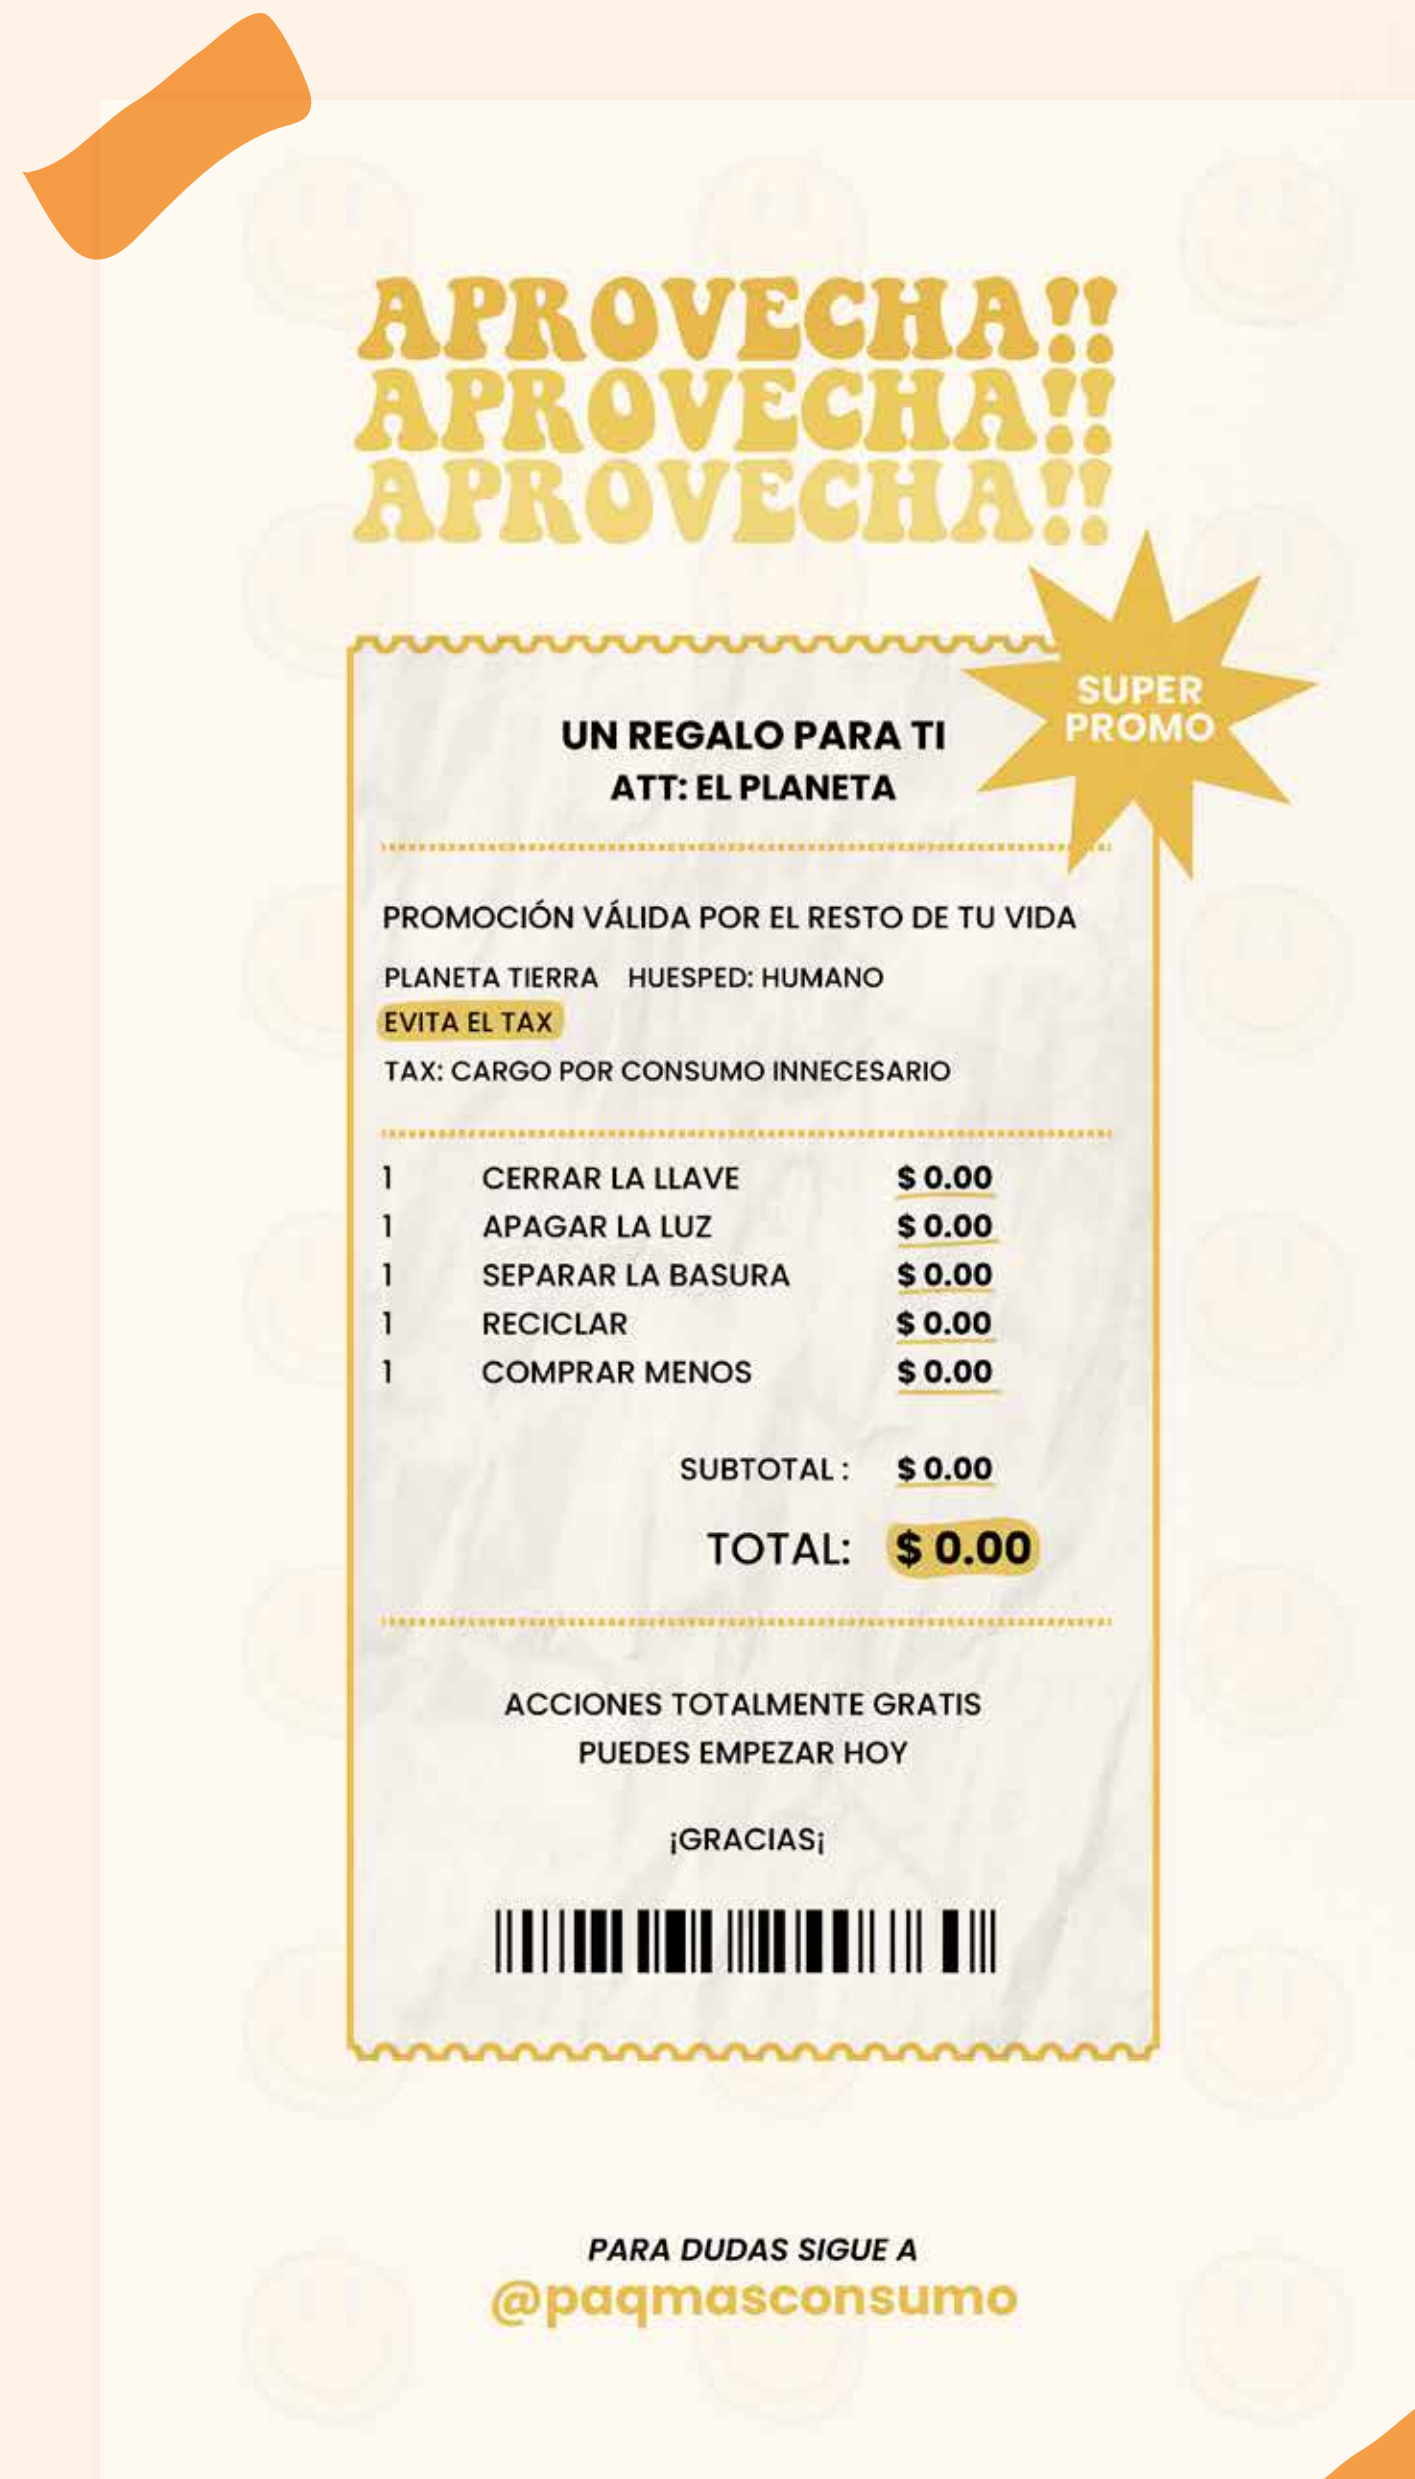 APROVECHA!!
APROVECHA!!
APROVECHA!!
SUPER
PROMO
UN REGALO PARA TI
ATT: EL PLANETA
PROMOCIÓN VÁLIDA POR EL RESTO DE TU VIDA
PLANETA TIERRA HUESPED: HUMANO
EVITA EL TAX
TAX: CARGO POR CONSUMO INNECESARIO
1 CERRAR LA LLAVE $ 0.00
1 APAGAR LA LUZ $ 0.00
1 SEPARAR LA BASURA $ 0.00
1 RECICLAR $ 0.00
1 COMPRAR MENOS $ 0.00
SUBTOTAL : $ 0.00
TOTAL: $ 0.00
ACCIONES TOTALMENTE GRATIS
PUEDES EMPEZAR HOY
¡GRACIAS¡
PARA DUDAS SIGUE A
@paqmasconsumo